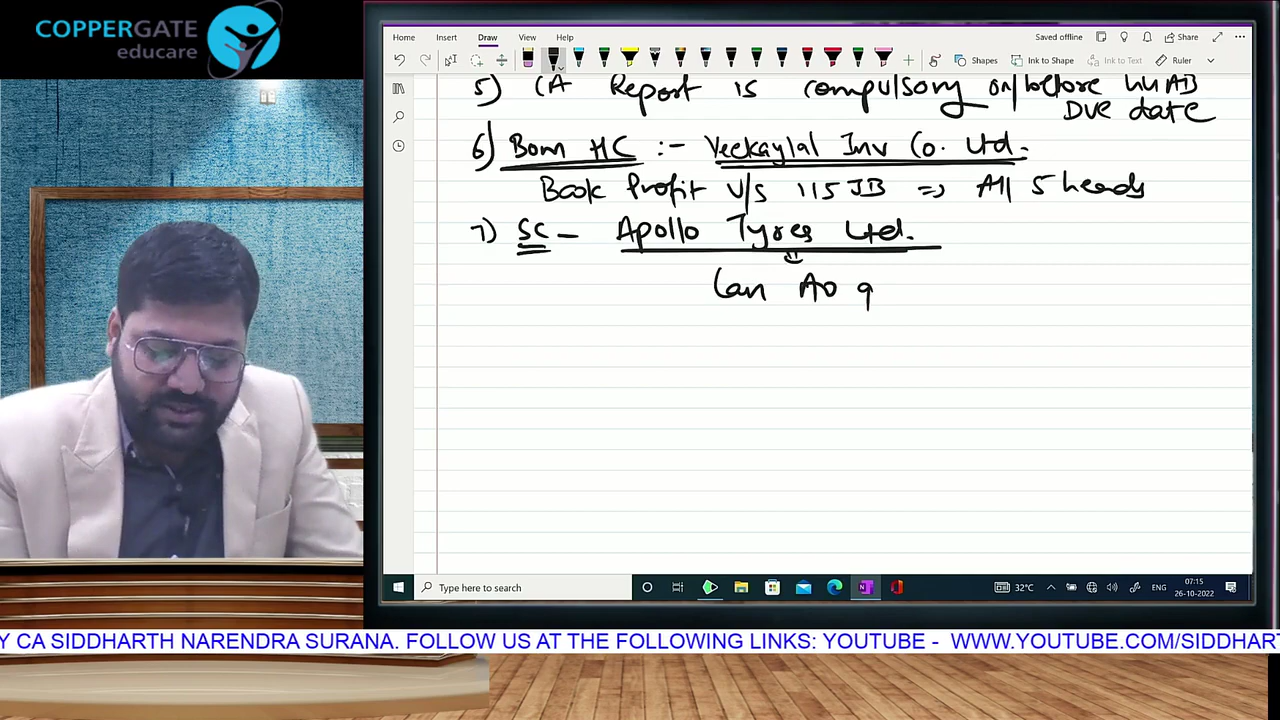 COPPERGATE
educare
Home Insert Draw View Help
Saved offline
Share
Shapes
Ink to Shape
Ink to Text
Ruler
5) CA Report is compulsory on/before 44AB
Due date
6) Bom HC :- Veekaylal Inv Co. Ltd.
Book Profit U/s 115JB => All 5 heads
7) SC - Apollo Tyres Ltd.
Can AO q
Type here to search
32°C
ENG
07:15
26-10-2022
Y CA SIDDHARTH NARENDRA SURANA. FOLLOW US AT THE FOLLOWING LINKS: YOUTUBE - WWW.YOUTUBE.COM/SIDDHAR